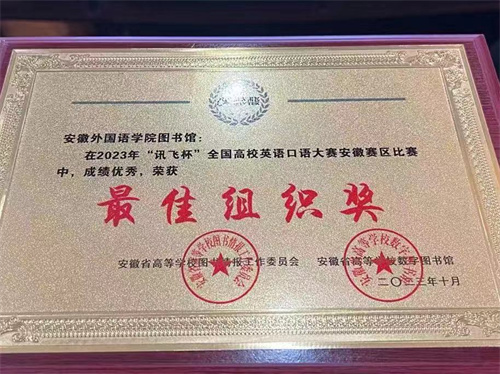 安徽外国语学院图书馆：
在2023年“讯飞杯”全国高校英语口语大赛安徽赛区比赛
中，成绩优秀，荣获
最佳组织奖
安徽省高等学校图书情报工作委员会 安徽省高等学校数字图书馆
二〇二三年十月